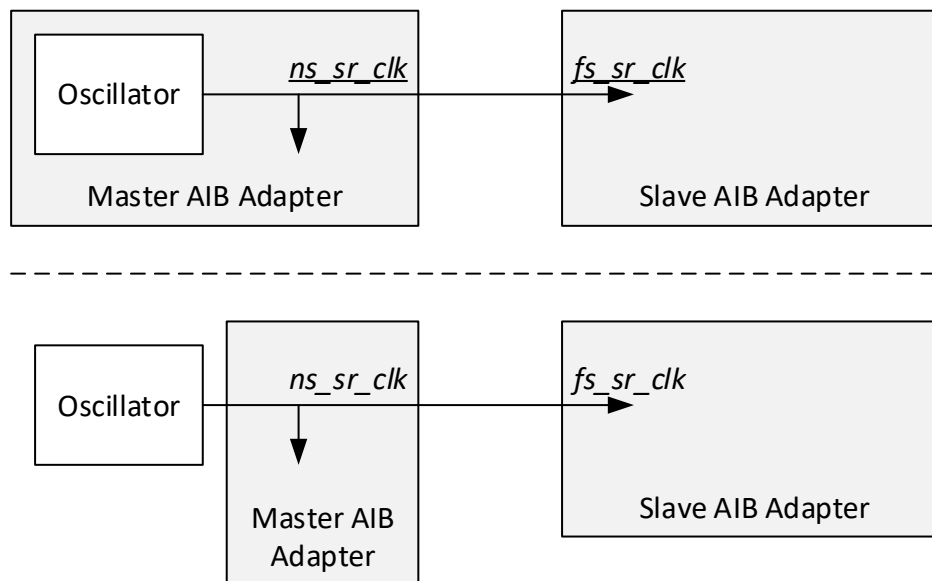 ns_sr_clk
fs_sr_clk
Oscillator
Master AIB Adapter
Slave AIB Adapter
ns_sr_clk
fs_sr_clk
Oscillator
Master AIB
Adapter
Slave AIB Adapter